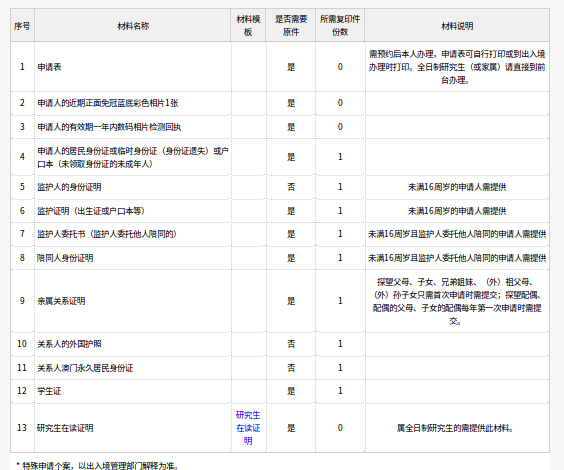 序号 材料名称 材料模板 是否需要原件 所需复印件份数 材料说明
1 申请表 是 0 需预约后本人办理，申请表可自行打印或到出入境办理时打印。全日制研究生（或家属）请直接到前台办理。
2 申请人的近期正面免冠蓝底彩色相片1张 是 0
3 申请人的有效期一年内数码相片检测回执 是 0
4 申请人的居民身份证或临时身份证（身份证遗失）或户口本（未领取身份证的未成年人） 是 1
5 监护人的身份证明 否 1 未满16周岁的申请人需提供
6 监护证明（出生证或户口本等） 是 1 未满16周岁的申请人需提供
7 监护人委托书（监护人委托他人陪同的） 是 1 未满16周岁且监护人委托他人陪同的申请人需提供
8 陪同人身份证明 是 1 未满16周岁且监护人委托他人陪同的申请人需提供
9 亲属关系证明 是 1 探望父母、子女、兄弟姐妹、（外）祖父母、（外）孙子女只需首次申请时需提交；探望配偶、配偶的父母、子女的配偶每年第一次申请时需提交。
10 关系人的外国护照 否 1
11 关系人澳门永久居民身份证 否 1
12 学生证 是 1
13 研究生在读证明 研究生在读证明 是 0 属全日制研究生的需提供此材料。
* 特殊申请个案，以出入境管理部门解释为准。